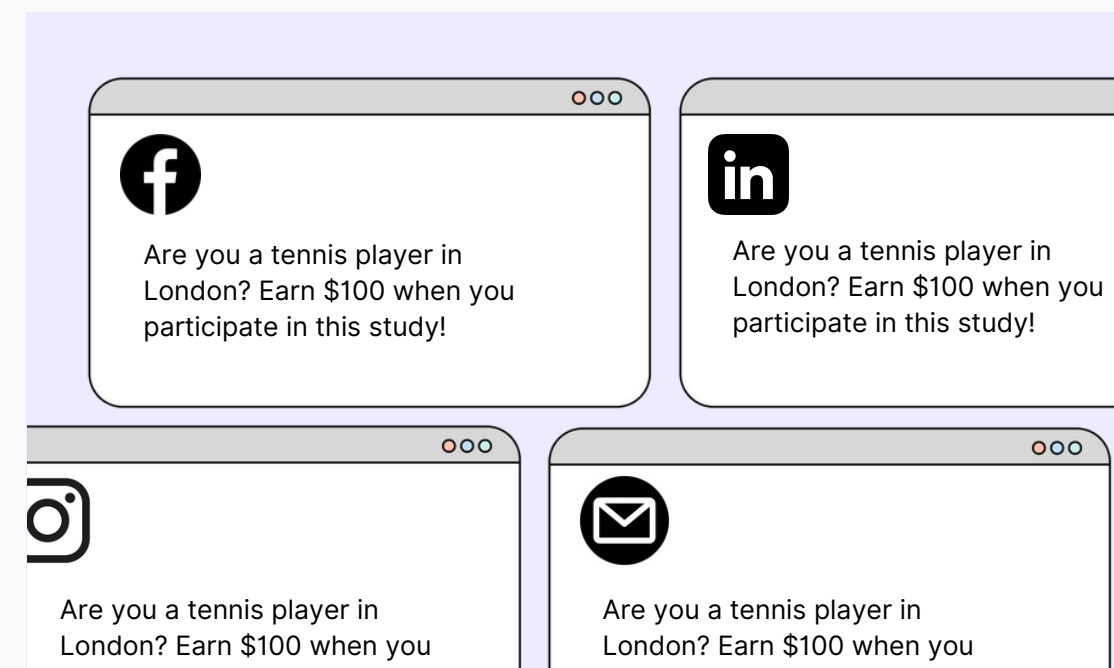 Are you a tennis player in
London? Earn $100 when you
participate in this study!
in
Are you a tennis player in
London? Earn $100 when you
participate in this study!
Are you a tennis player in
London? Earn $100 when you
Are you a tennis player in
London? Earn $100 when you